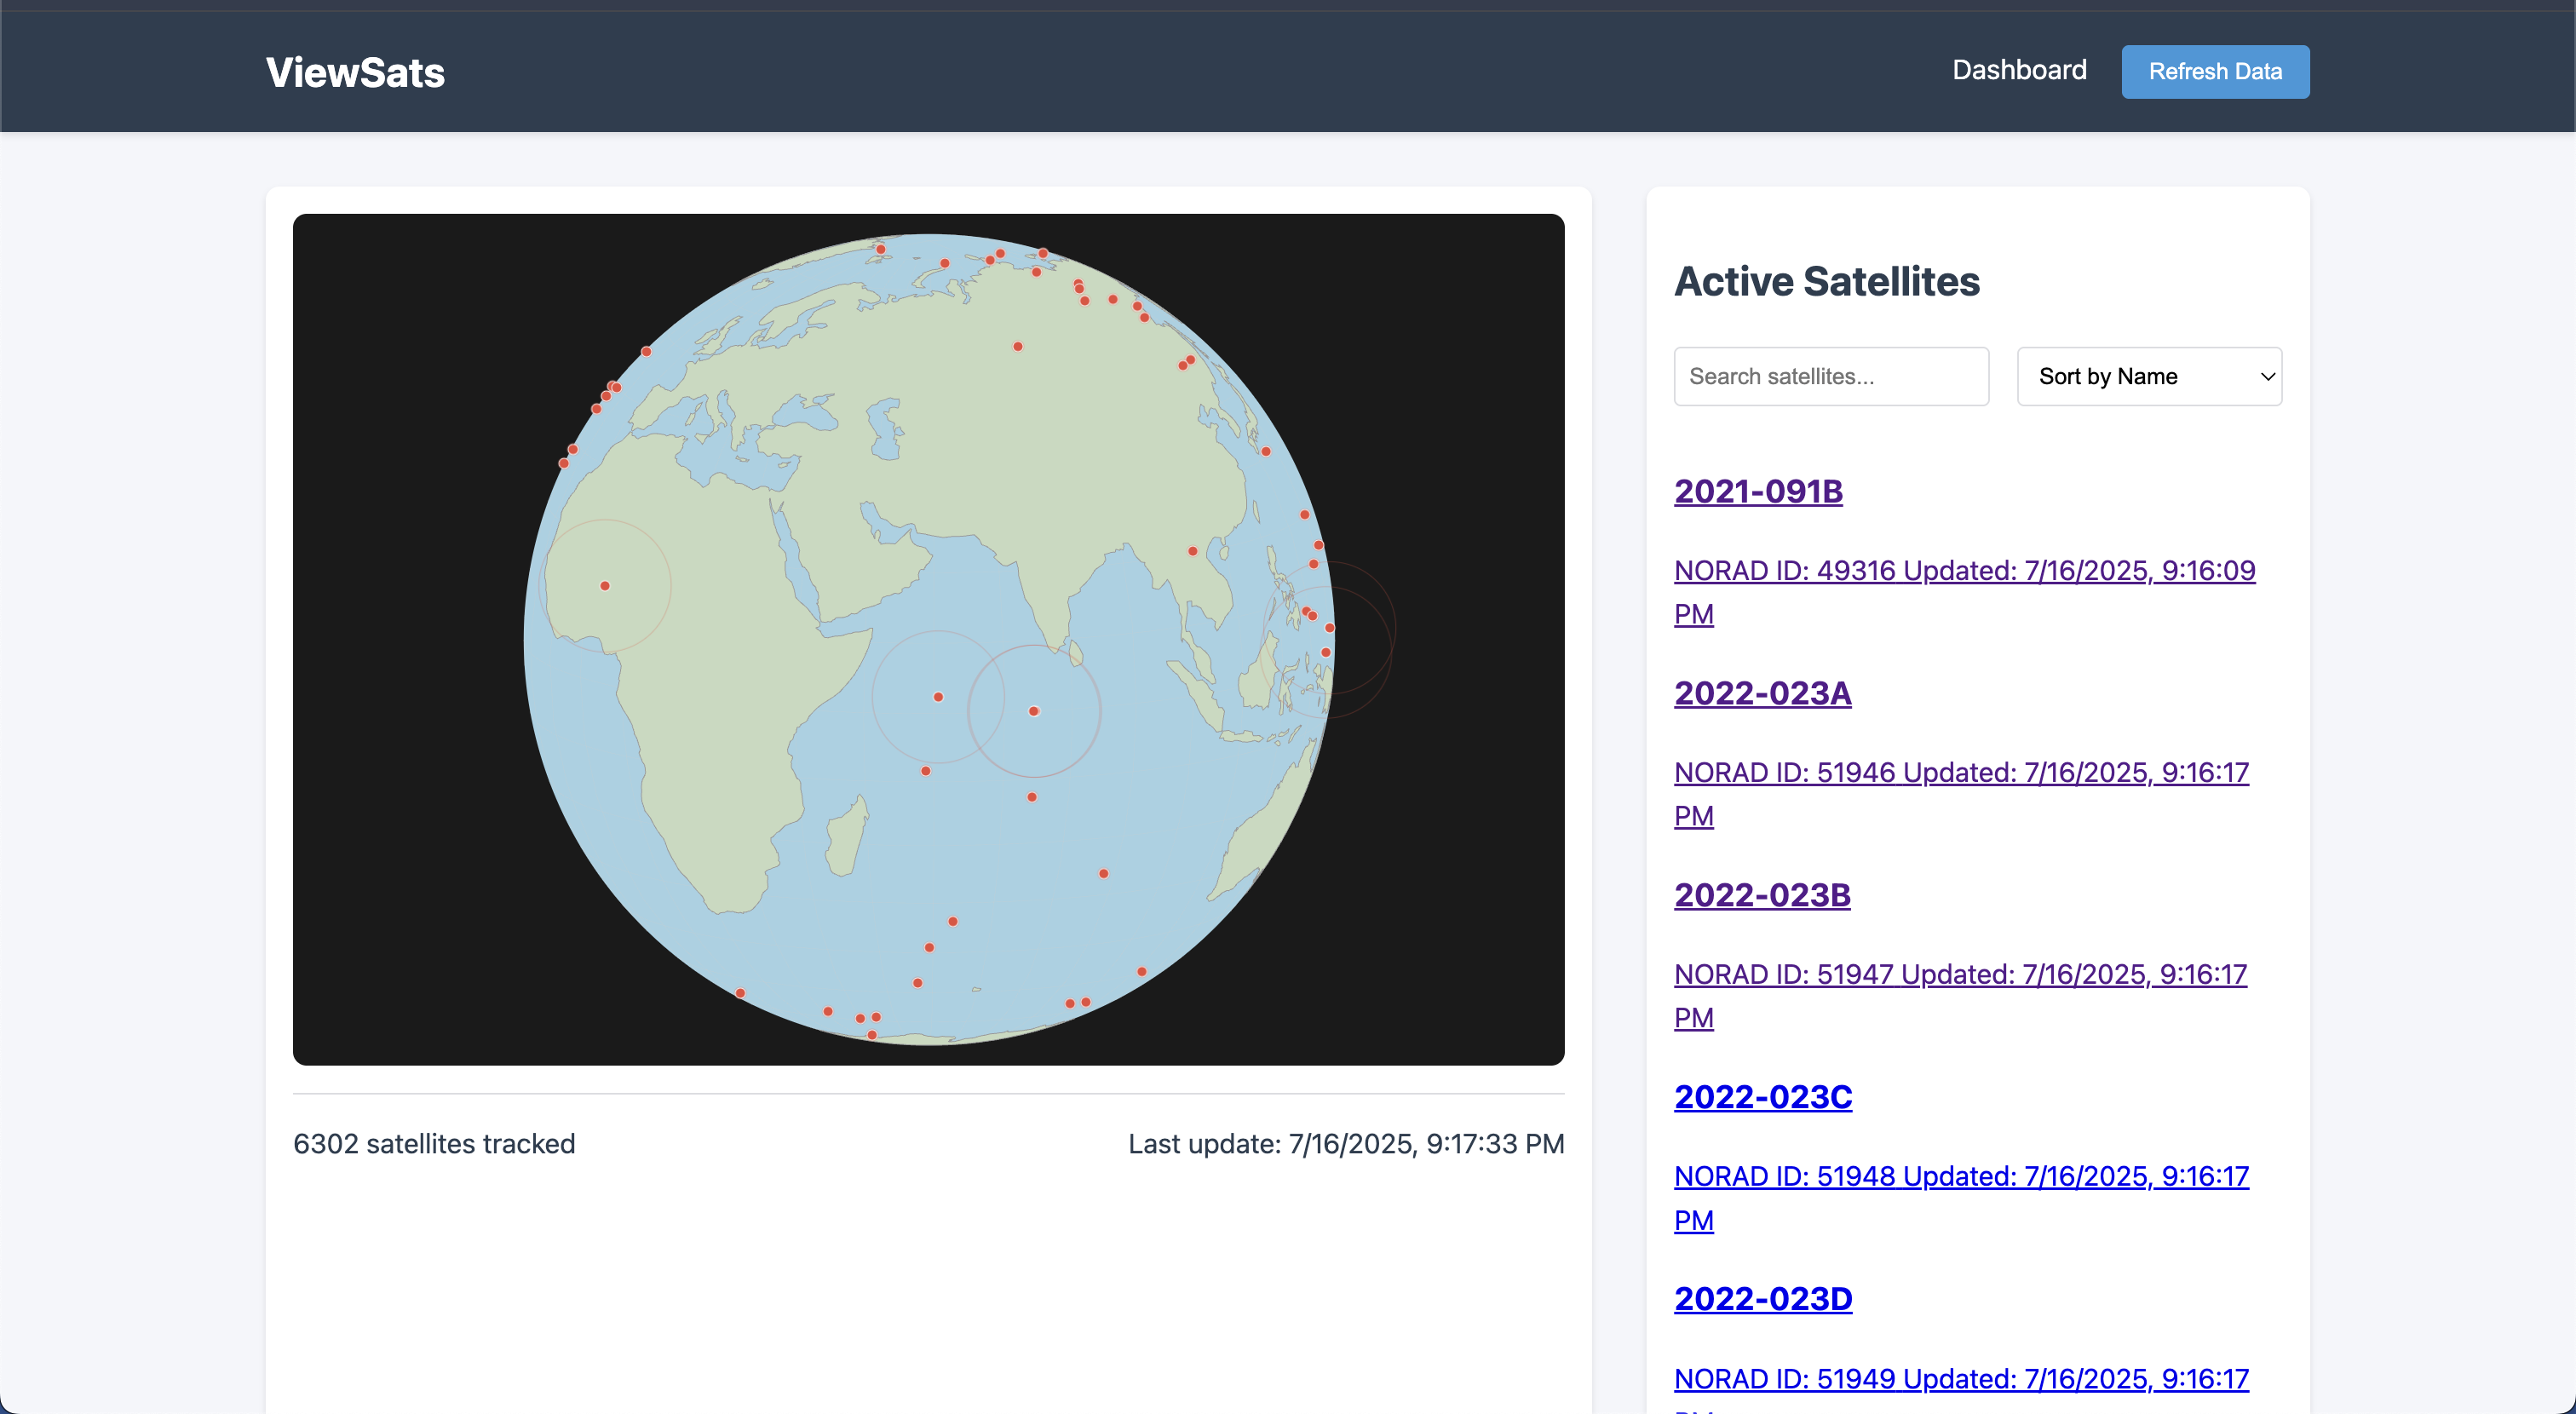 ViewSats
Dashboard
Refresh Data
Active Satellites
Search satellites...
Sort by Name
2021-091B
NORAD ID: 49316 Updated: 7/16/2025, 9:16:09
PM
2022-023A
NORAD ID: 51946 Updated: 7/16/2025, 9:16:17
PM
2022-023B
NORAD ID: 51947 Updated: 7/16/2025, 9:16:17
PM
2022-023C
NORAD ID: 51948 Updated: 7/16/2025, 9:16:17
PM
2022-023D
NORAD ID: 51949 Updated: 7/16/2025, 9:16:17
PM
6302 satellites tracked
Last update: 7/16/2025, 9:17:33 PM